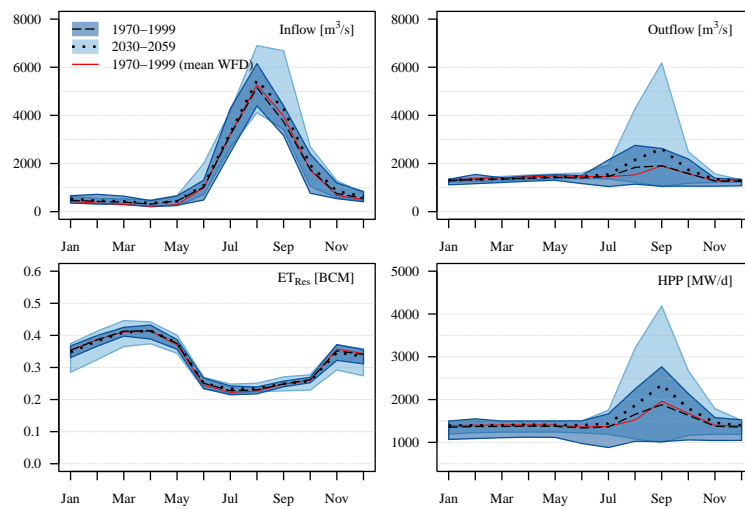 1970−1999
2030−2059
1970−1999 (mean WFD)
Inflow [m³/s]
8000
6000
4000
2000
0
Jan Mar May Jul Sep Nov
Outflow [m³/s]
8000
6000
4000
2000
0
Jan Mar May Jul Sep Nov
ET_Res [BCM]
0.6
0.5
0.4
0.3
0.2
0.1
0.0
Jan Mar May Jul Sep Nov
HPP [MW/d]
5000
4000
3000
2000
1000
Jan Mar May Jul Sep Nov